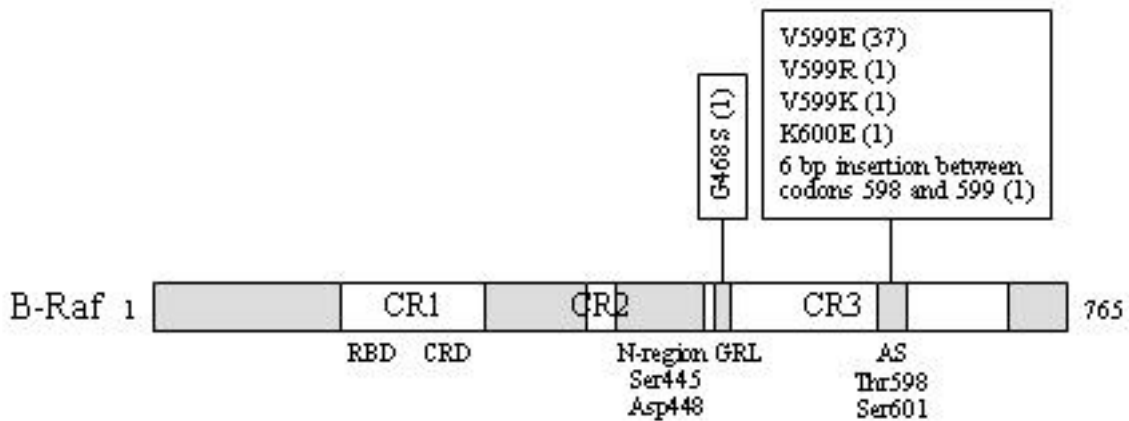 V599E (37)
V599R (1)
V599K (1)
K600E (1)
6 bp insertion between
codons 598 and 599 (1)
G468S (1)
B-Raf 1 CR1 CR2 CR3 765
RBD CRD N-region GRL AS
Ser445 Thr598
Asp448 Ser601